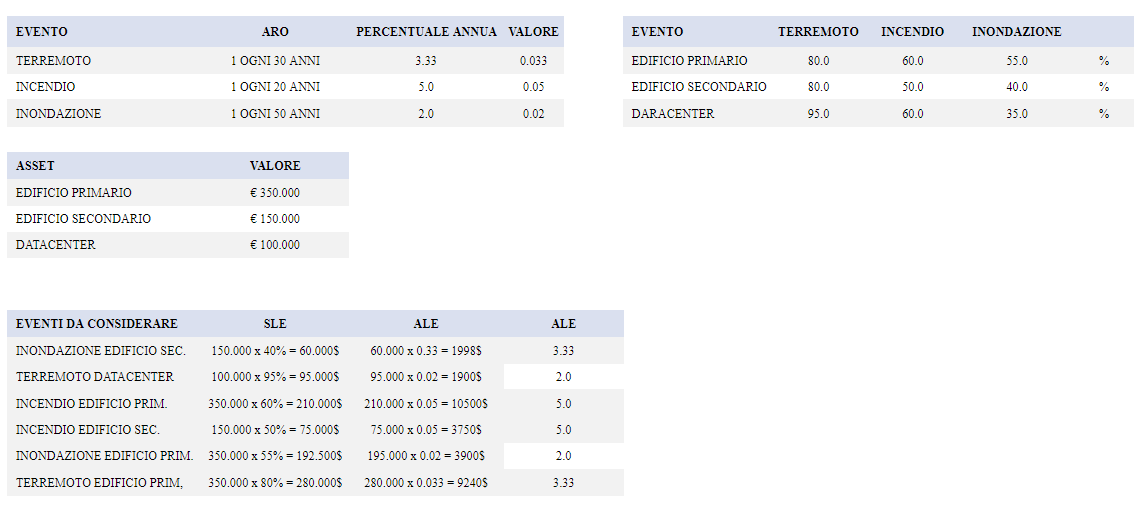 EVENTO ARO PERCENTUALE ANNUA VALORE
TERREMOTO 1 OGNI 30 ANNI 3.33 0.033
INCENDIO 1 OGNI 20 ANNI 5.0 0.05
INONDAZIONE 1 OGNI 50 ANNI 2.0 0.02
EVENTO TERREMOTO INCENDIO INONDAZIONE
EDIFICIO PRIMARIO 80.0 60.0 55.0 %
EDIFICIO SECONDARIO 80.0 50.0 40.0 %
DARACENTER 95.0 60.0 35.0 %
ASSET VALORE
EDIFICIO PRIMARIO € 350.000
EDIFICIO SECONDARIO € 150.000
DATACENTER € 100.000
EVENTI DA CONSIDERARE SLE ALE ALE
INONDAZIONE EDIFICIO SEC. 150.000 x 40% = 60.000$ 60.000 x 0.33 = 1998$ 3.33
TERREMOTO DATACENTER 100.000 x 95% = 95.000$ 95.000 x 0.02 = 1900$ 2.0
INCENDIO EDIFICIO PRIM. 350.000 x 60% = 210.000$ 210.000 x 0.05 = 10500$ 5.0
INCENDIO EDIFICIO SEC. 150.000 x 50% = 75.000$ 75.000 x 0.05 = 3750$ 5.0
INONDAZIONE EDIFICIO PRIM. 350.000 x 55% = 192.500$ 195.000 x 0.02 = 3900$ 2.0
TERREMOTO EDIFICIO PRIM, 350.000 x 80% = 280.000$ 280.000 x 0.033 = 9240$ 3.33